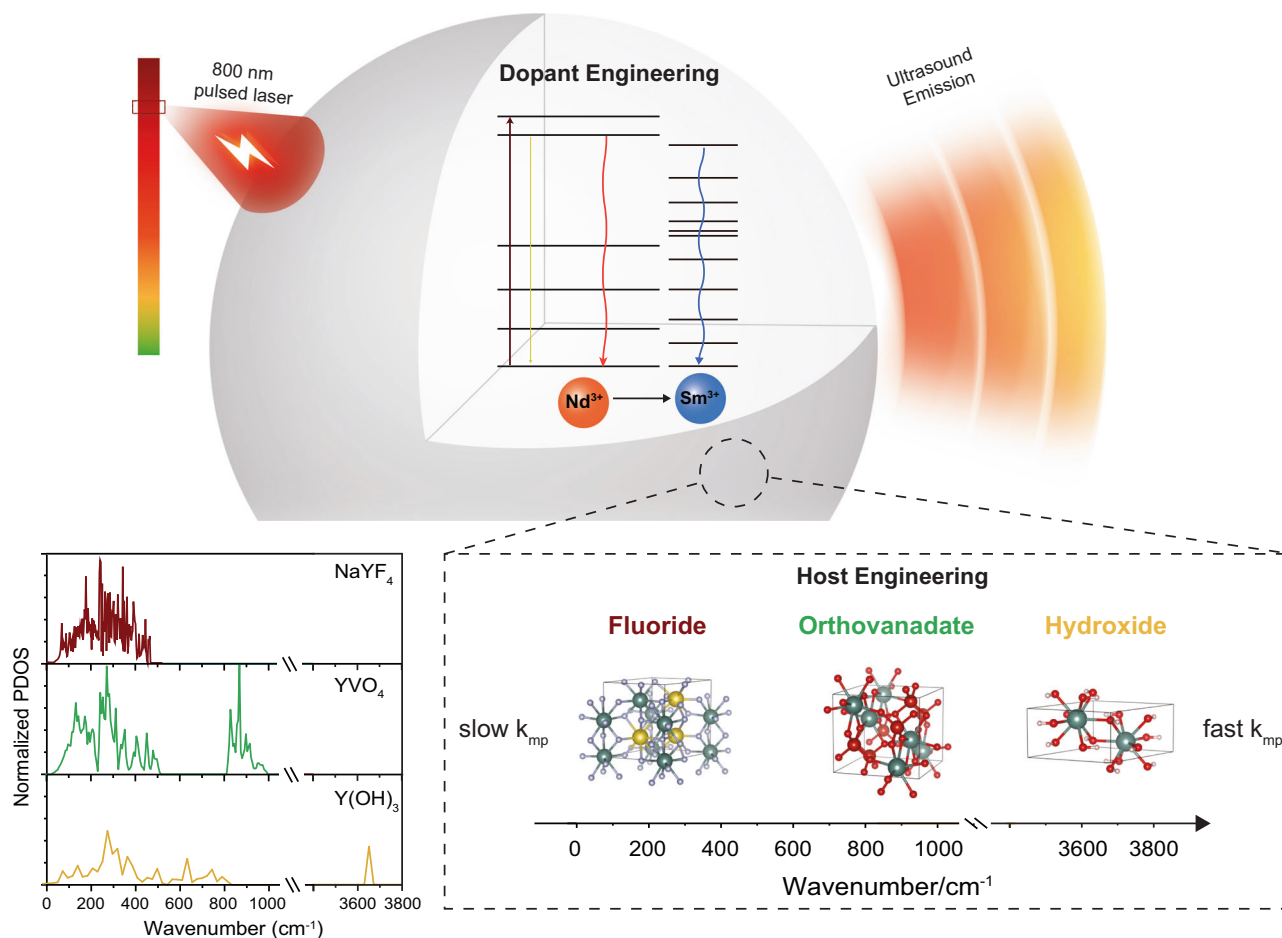 800 nm
pulsed laser
Dopant Engineering
Ultrasound
Emission
Nd³⁺
Sm³⁺
Normalized PDOS
NaYF₄
YVO₄
Y(OH)₃
0 200 400 600 800 1000 3600 3800
Wavenumber (cm⁻¹)
Host Engineering
Fluoride Orthovanadate Hydroxide
slow kₘₚ
fast kₘₚ
0 200 400 600 800 1000 3600 3800
Wavenumber/cm⁻¹